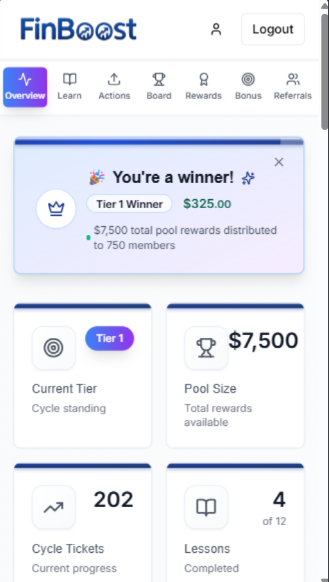 FinBoost
Logout
Overview
Learn
Actions
Board
Rewards
Bonus
Referrals
You're a winner!
Tier 1 Winner
$325.00
$7,500 total pool rewards distributed
to 750 members
Tier 1
Current Tier
Cycle standing
$7,500
Pool Size
Total rewards
available
202
Cycle Tickets
Current progress
4
of 12
Lessons
Completed